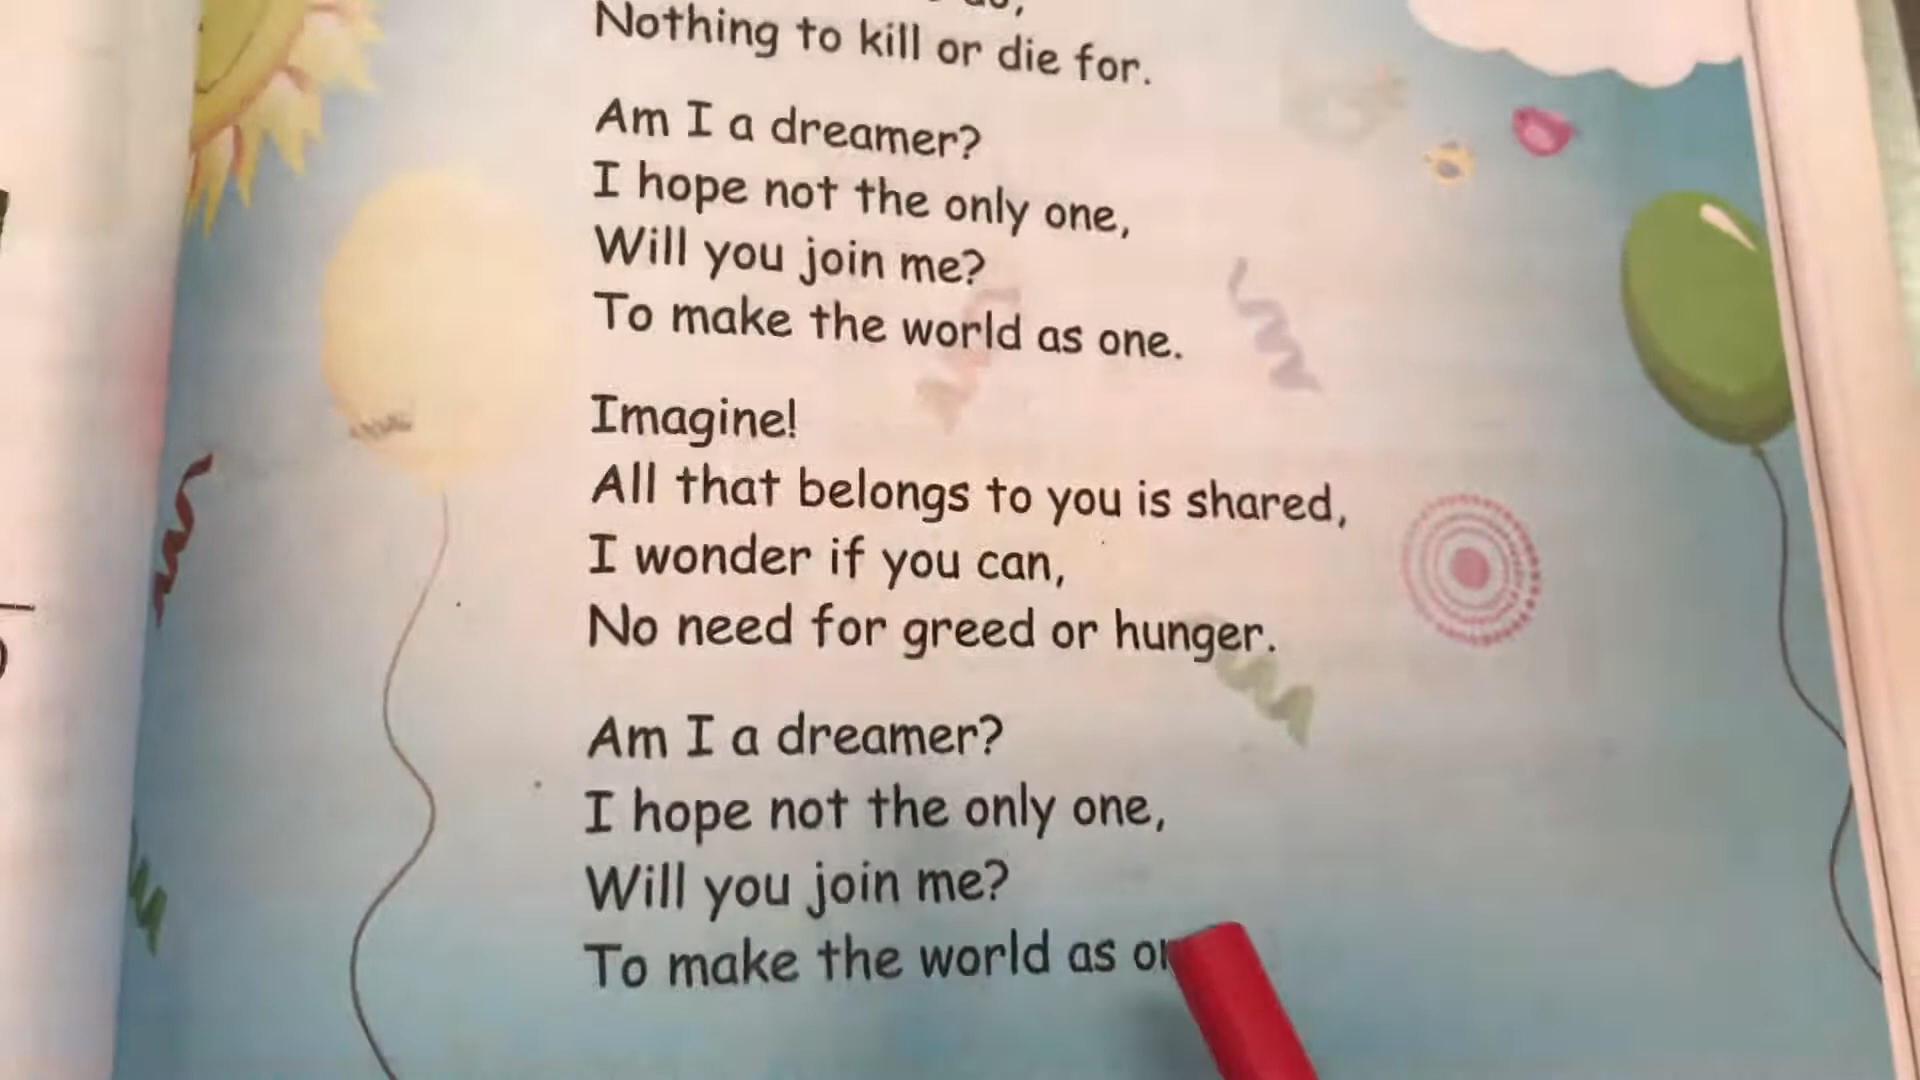 Nothing to kill or die for.
Am I a dreamer?
I hope not the only one,
Will you join me?
To make the world as one.
Imagine!
All that belongs to you is shared,
I wonder if you can,
No need for greed or hunger.
Am I a dreamer?
I hope not the only one,
Will you join me?
To make the world as